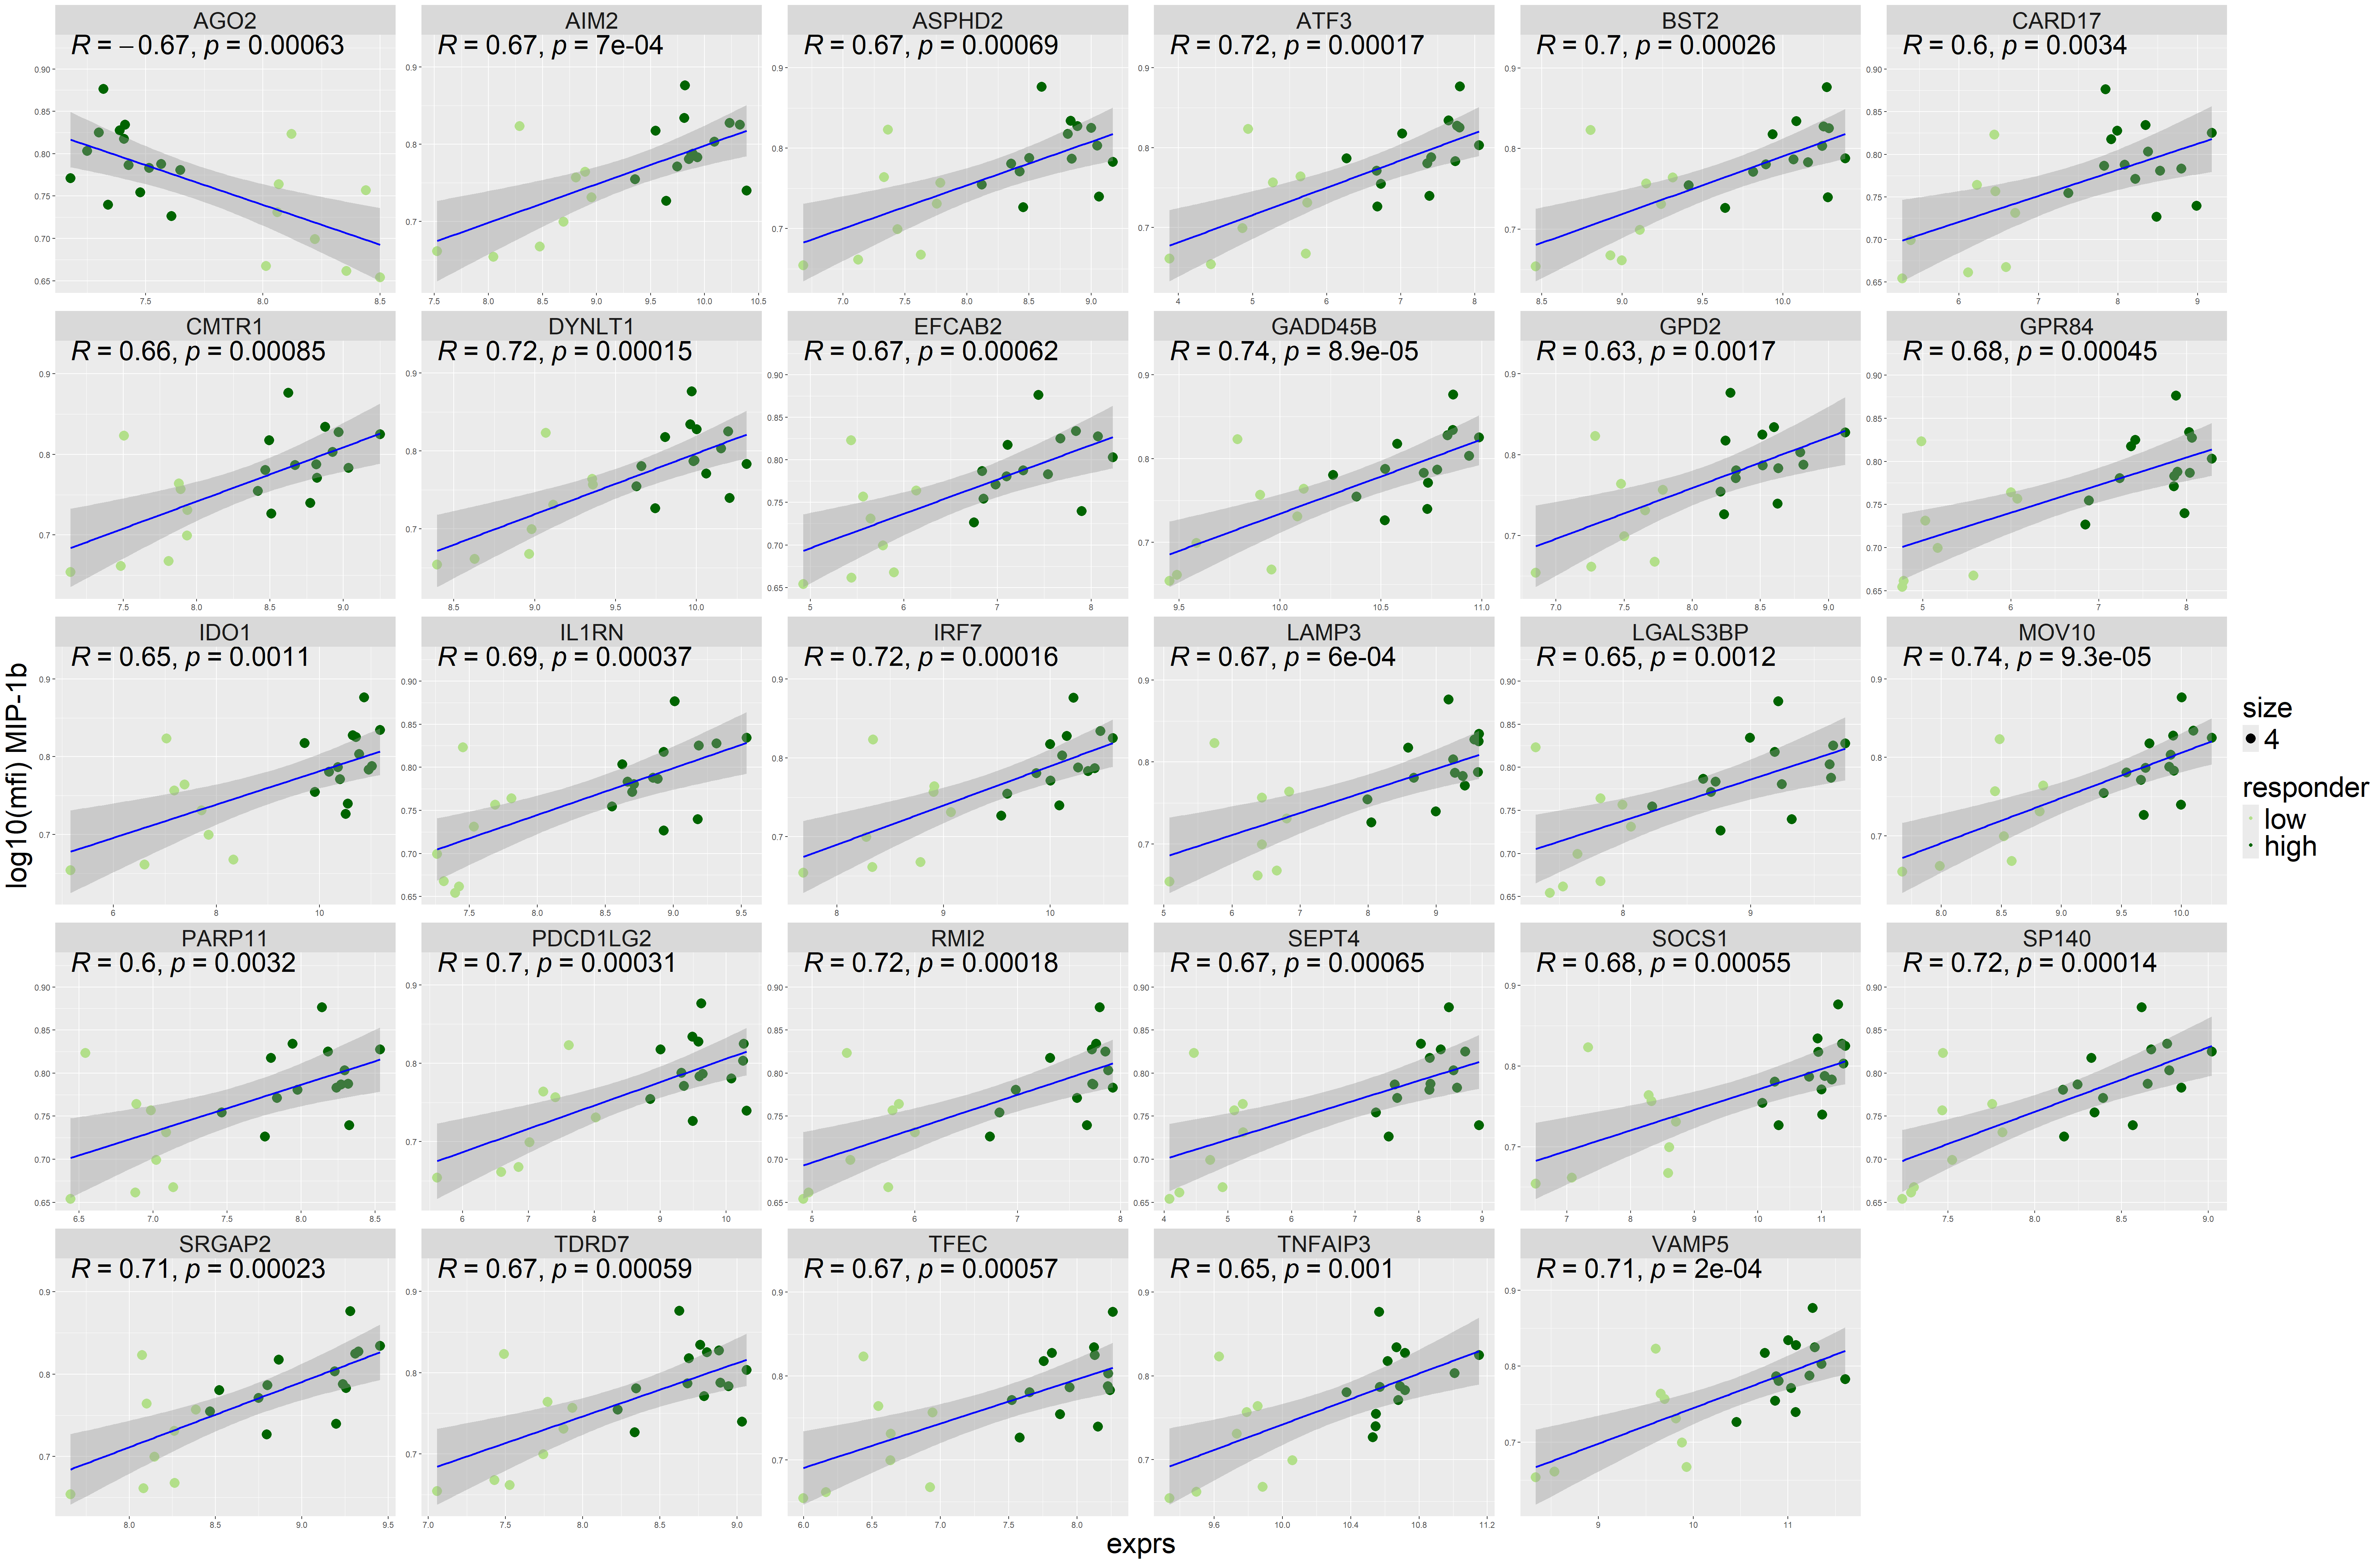 AGO2 AIM2 ASPHD2 ATF3 BST2 CARD17
R = −0.67, p = 0.00063 R = 0.67, p = 7e-04 R = 0.67, p = 0.00069 R = 0.72, p = 0.00017 R = 0.7, p = 0.00026 R = 0.6, p = 0.0034
CMTR1 DYNLT1 EFCAB2 GADD45B GPD2 GPR84
R = 0.66, p = 0.00085 R = 0.72, p = 0.00015 R = 0.67, p = 0.00062 R = 0.74, p = 8.9e-05 R = 0.63, p = 0.0017 R = 0.68, p = 0.00045
IDO1 IL1RN IRF7 LAMP3 LGALS3BP MOV10
R = 0.65, p = 0.0011 R = 0.69, p = 0.00037 R = 0.72, p = 0.00016 R = 0.67, p = 6e-04 R = 0.65, p = 0.0012 R = 0.74, p = 9.3e-05
log10(mfi) MIP-1b
size
4
responder
low
high
PARP11 PDCD1LG2 RMI2 SEPT4 SOCS1 SP140
R = 0.6, p = 0.0032 R = 0.7, p = 0.00031 R = 0.72, p = 0.00018 R = 0.67, p = 0.00065 R = 0.68, p = 0.00055 R = 0.72, p = 0.00014
SRGAP2 TDRD7 TFEC TNFAIP3 VAMP5
R = 0.71, p = 0.00023 R = 0.67, p = 0.00059 R = 0.67, p = 0.00057 R = 0.65, p = 0.001 R = 0.71, p = 2e-04
exprs